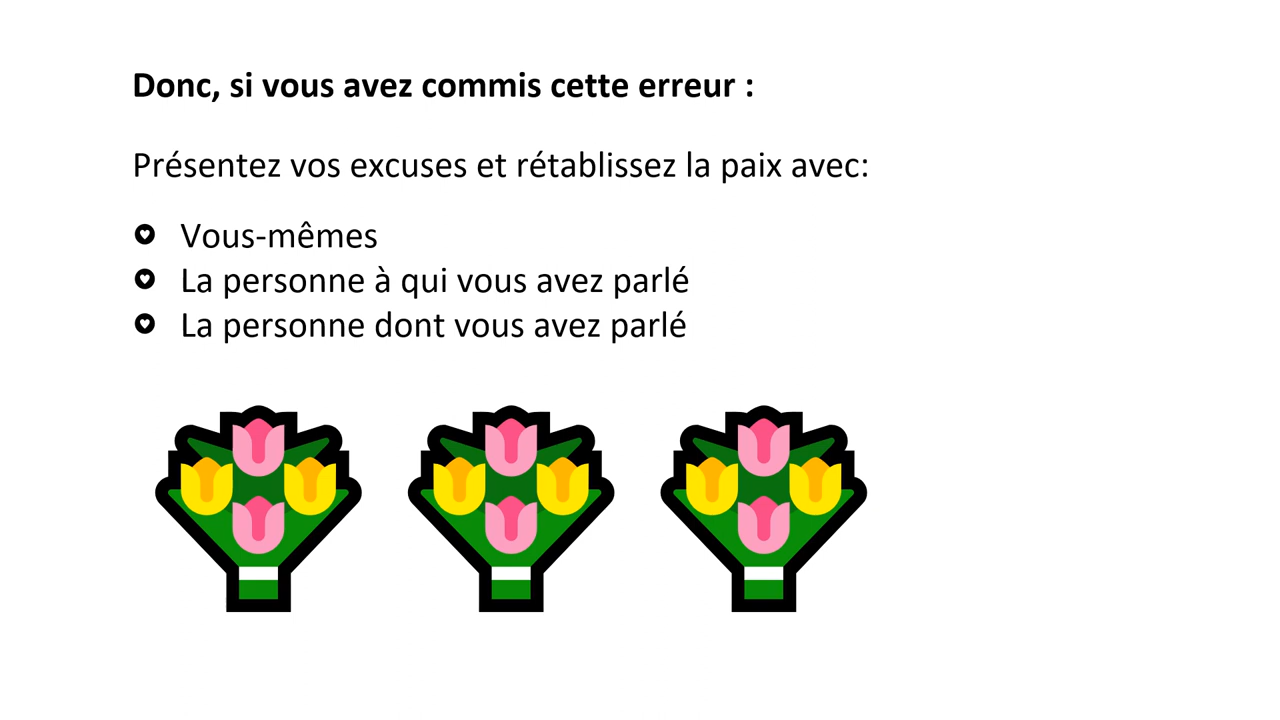 Donc, si vous avez commis cette erreur :
Présentez vos excuses et rétablissez la paix avec:
Vous-mêmes
La personne à qui vous avez parlé
La personne dont vous avez parlé